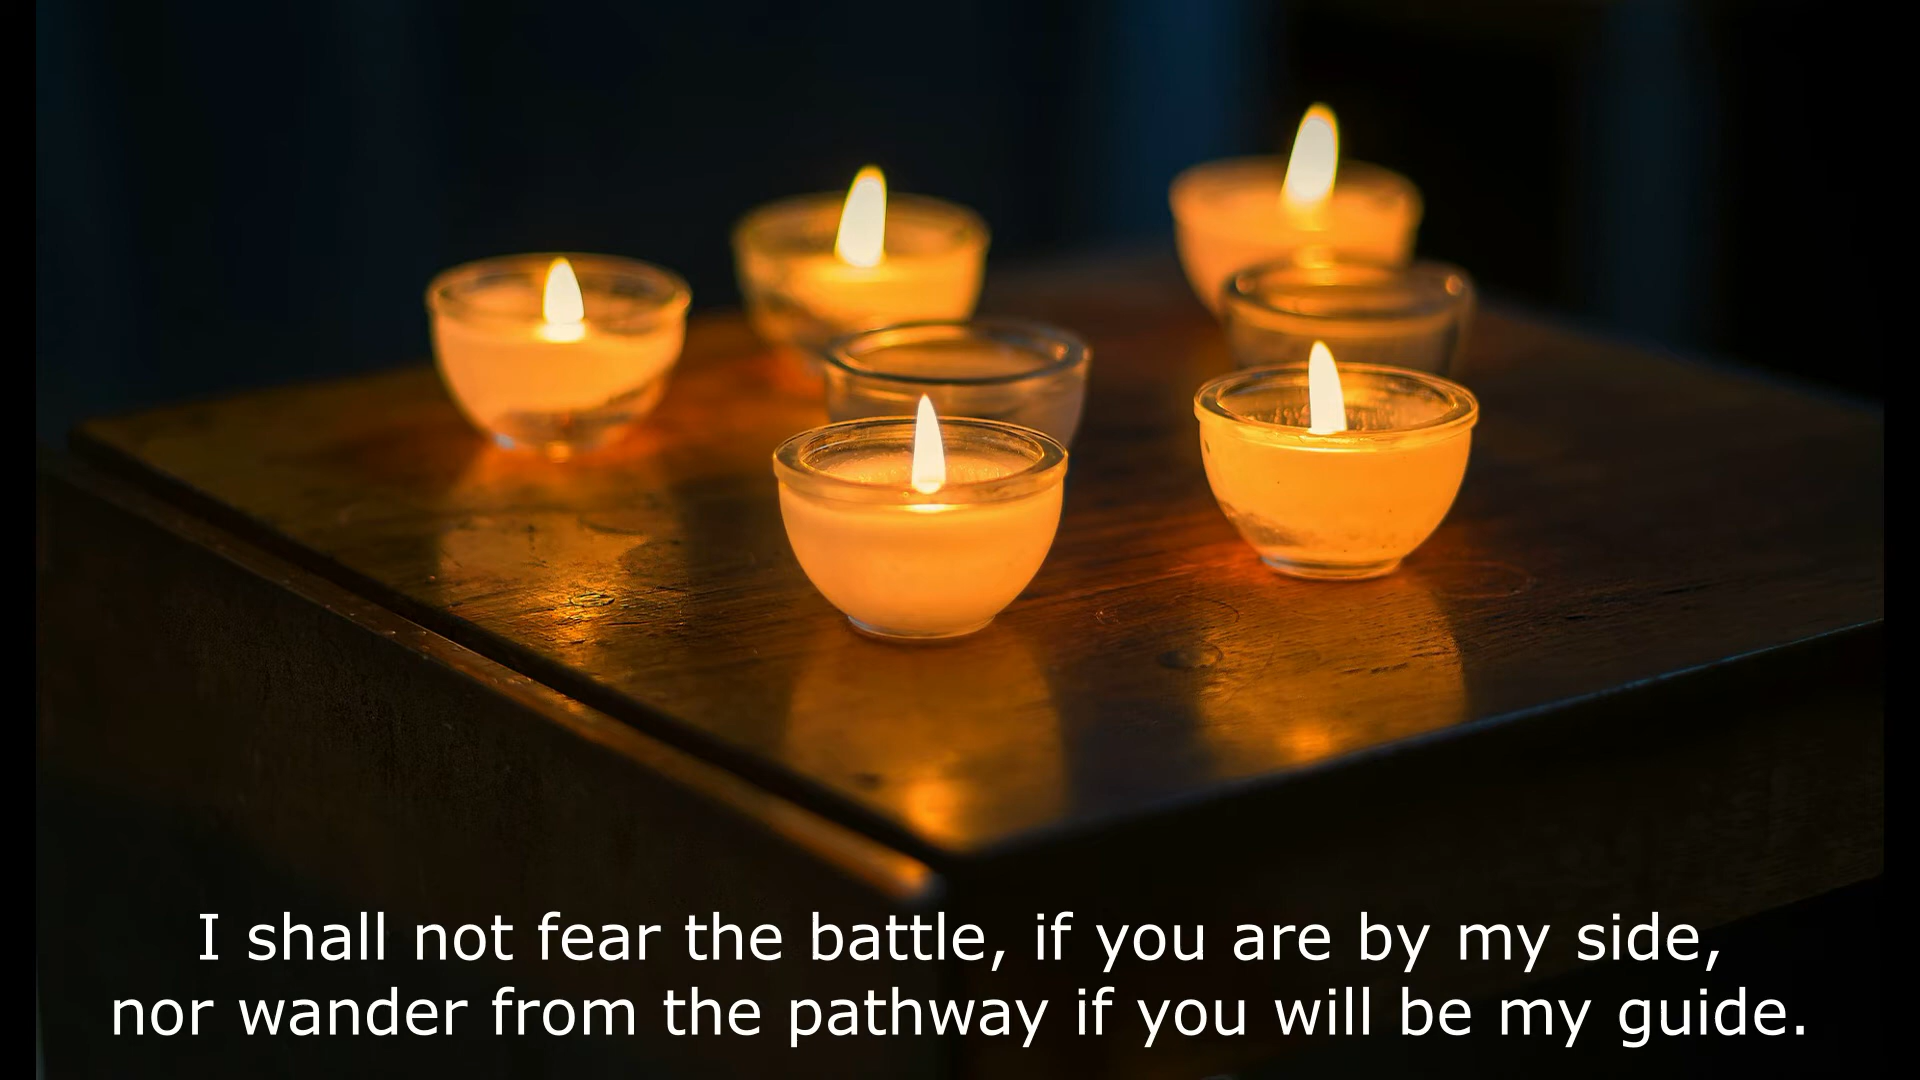 I shall not fear the battle, if you are by my side,
nor wander from the pathway if you will be my guide.